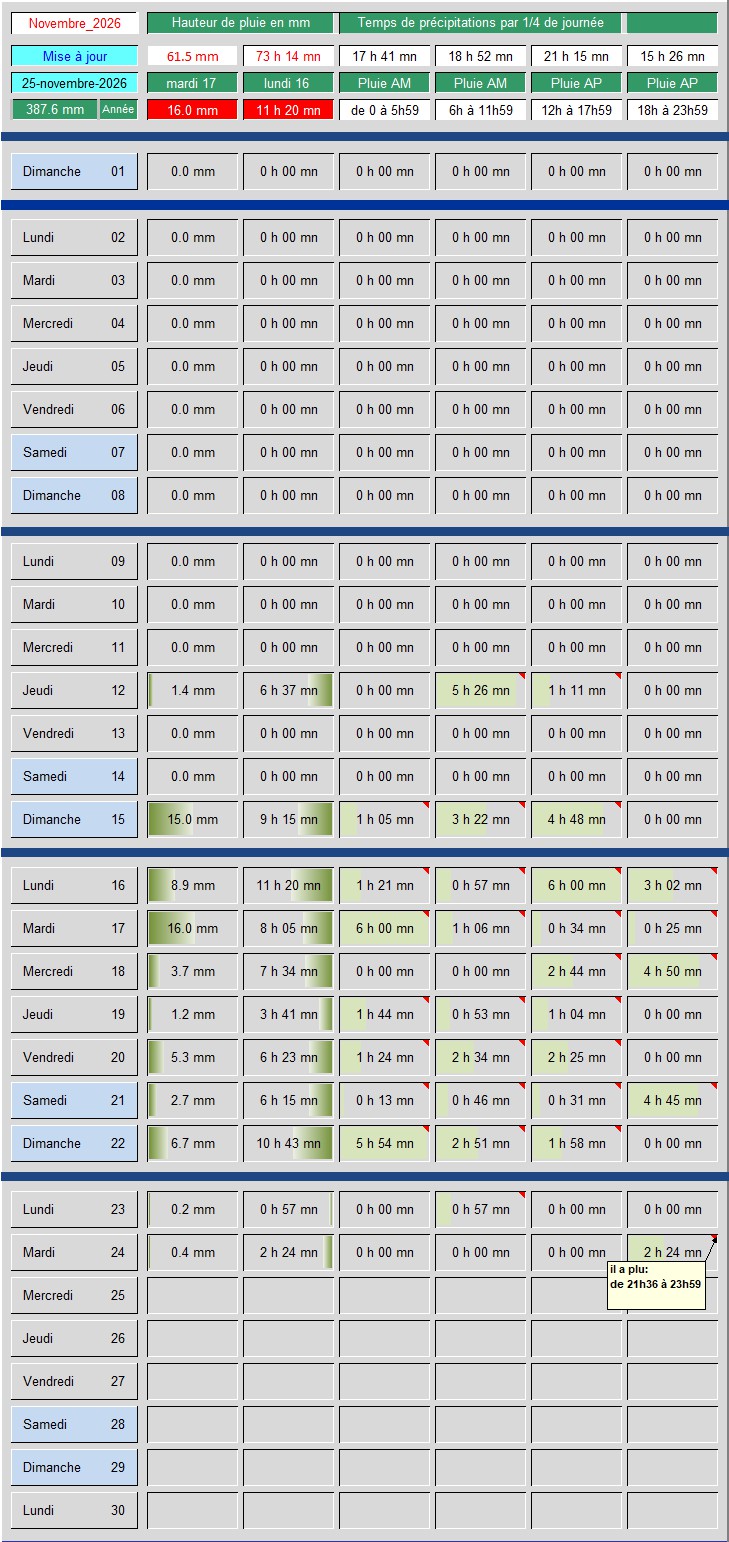 Novembre_2026 Hauteur de pluie en mm Temps de précipitations par 1/4 de journée
Mise à jour 61.5 mm 73 h 14 mn 17 h 41 mn 18 h 52 mn 21 h 15 mn 15 h 26 mn
25-novembre-2026 mardi 17 lundi 16 Pluie AM Pluie AM Pluie AP Pluie AP
387.6 mm Année 16.0 mm 11 h 20 mn de 0 à 5h59 6h à 11h59 12h à 17h59 18h à 23h59
Dimanche 01 0.0 mm 0 h 00 mn 0 h 00 mn 0 h 00 mn 0 h 00 mn 0 h 00 mn
Lundi 02 0.0 mm 0 h 00 mn 0 h 00 mn 0 h 00 mn 0 h 00 mn 0 h 00 mn
Mardi 03 0.0 mm 0 h 00 mn 0 h 00 mn 0 h 00 mn 0 h 00 mn 0 h 00 mn
Mercredi 04 0.0 mm 0 h 00 mn 0 h 00 mn 0 h 00 mn 0 h 00 mn 0 h 00 mn
Jeudi 05 0.0 mm 0 h 00 mn 0 h 00 mn 0 h 00 mn 0 h 00 mn 0 h 00 mn
Vendredi 06 0.0 mm 0 h 00 mn 0 h 00 mn 0 h 00 mn 0 h 00 mn 0 h 00 mn
Samedi 07 0.0 mm 0 h 00 mn 0 h 00 mn 0 h 00 mn 0 h 00 mn 0 h 00 mn
Dimanche 08 0.0 mm 0 h 00 mn 0 h 00 mn 0 h 00 mn 0 h 00 mn 0 h 00 mn
Lundi 09 0.0 mm 0 h 00 mn 0 h 00 mn 0 h 00 mn 0 h 00 mn 0 h 00 mn
Mardi 10 0.0 mm 0 h 00 mn 0 h 00 mn 0 h 00 mn 0 h 00 mn 0 h 00 mn
Mercredi 11 0.0 mm 0 h 00 mn 0 h 00 mn 0 h 00 mn 0 h 00 mn 0 h 00 mn
Jeudi 12 1.4 mm 6 h 37 mn 0 h 00 mn 5 h 26 mn 1 h 11 mn 0 h 00 mn
Vendredi 13 0.0 mm 0 h 00 mn 0 h 00 mn 0 h 00 mn 0 h 00 mn 0 h 00 mn
Samedi 14 0.0 mm 0 h 00 mn 0 h 00 mn 0 h 00 mn 0 h 00 mn 0 h 00 mn
Dimanche 15 15.0 mm 9 h 15 mn 1 h 05 mn 3 h 22 mn 4 h 48 mn 0 h 00 mn
Lundi 16 8.9 mm 11 h 20 mn 1 h 21 mn 0 h 57 mn 6 h 00 mn 3 h 02 mn
Mardi 17 16.0 mm 8 h 05 mn 6 h 00 mn 1 h 06 mn 0 h 34 mn 0 h 25 mn
Mercredi 18 3.7 mm 7 h 34 mn 0 h 00 mn 0 h 00 mn 2 h 44 mn 4 h 50 mn
Jeudi 19 1.2 mm 3 h 41 mn 1 h 44 mn 0 h 53 mn 1 h 04 mn 0 h 00 mn
Vendredi 20 5.3 mm 6 h 23 mn 1 h 24 mn 2 h 34 mn 2 h 25 mn 0 h 00 mn
Samedi 21 2.7 mm 6 h 15 mn 0 h 13 mn 0 h 46 mn 0 h 31 mn 4 h 45 mn
Dimanche 22 6.7 mm 10 h 43 mn 5 h 54 mn 2 h 51 mn 1 h 58 mn 0 h 00 mn
Lundi 23 0.2 mm 0 h 57 mn 0 h 00 mn 0 h 57 mn 0 h 00 mn 0 h 00 mn
Mardi 24 0.4 mm 2 h 24 mn 0 h 00 mn 0 h 00 mn 0 h 00 mn 2 h 24 mn
il a plu:
de 21h36 à 23h59
Mercredi 25
Jeudi 26
Vendredi 27
Samedi 28
Dimanche 29
Lundi 30